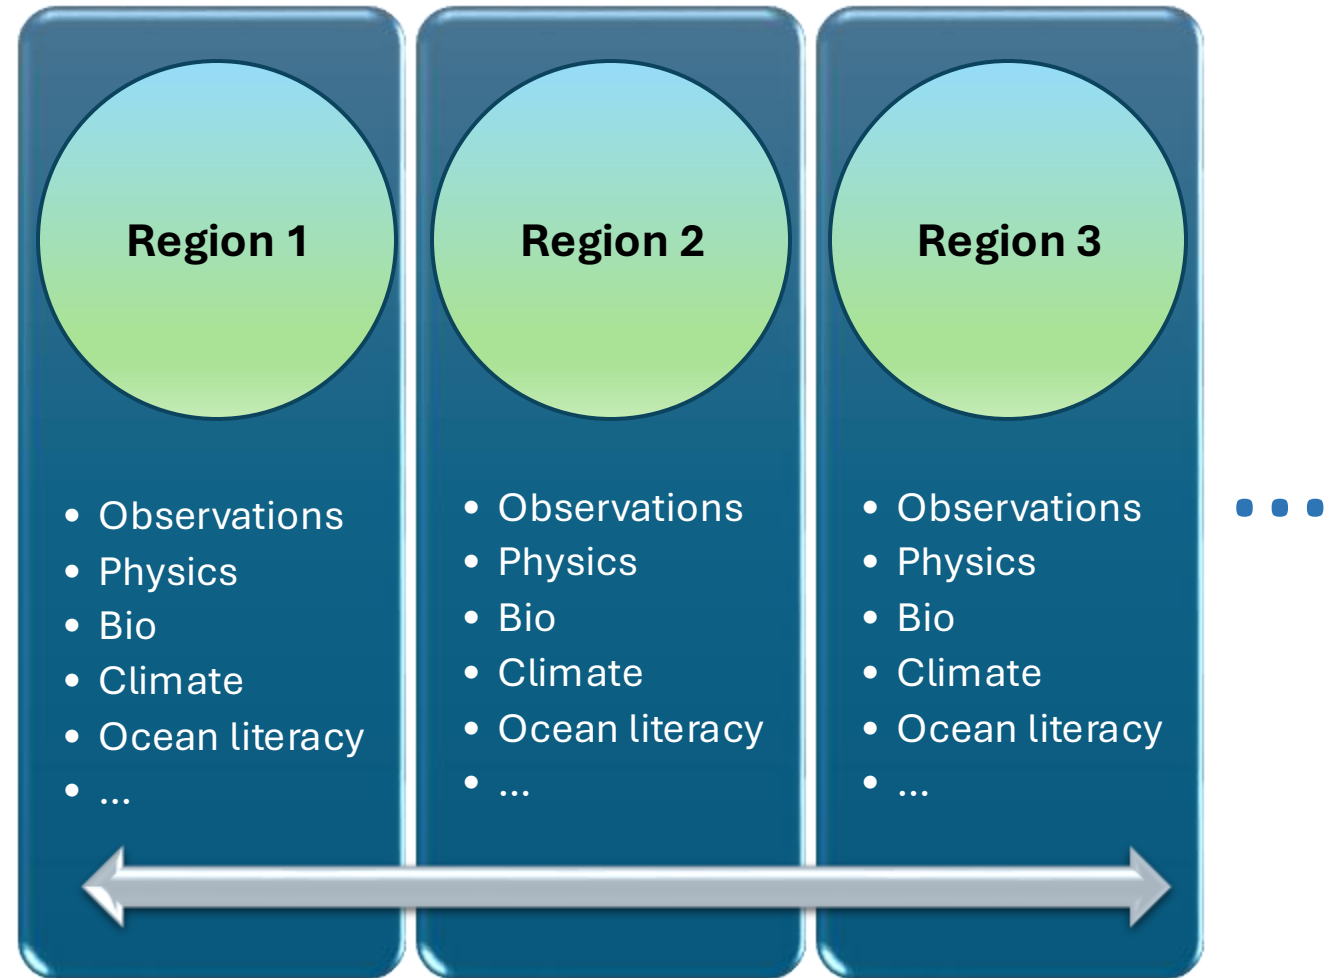 Region 1
• Observations
• Physics
• Bio
• Climate
• Ocean literacy
• ...
Region 2
• Observations
• Physics
• Bio
• Climate
• Ocean literacy
• ...
Region 3
• Observations
• Physics
• Bio
• Climate
• Ocean literacy
• ...
...